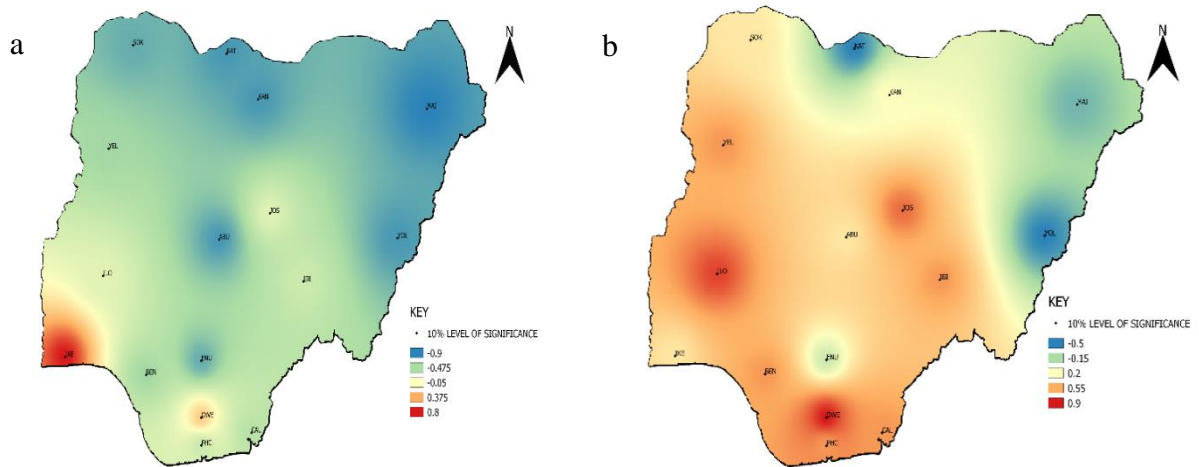 a
N
SOK
KAT
KAN
MAI
YEL
JOS
ABU
YOL
ILO
IBI
KEY
10% LEVEL OF SIGNIFICANCE
-0.9
-0.475
-0.05
0.375
0.8
IKE
ENU
BEN
OWE
CAL
PHC
b
N
SOK
KAT
KAN
MAI
YEL
JOS
ABU
YOL
ILO
IBI
KEY
10% LEVEL OF SIGNIFICANCE
-0.5
-0.15
0.2
0.55
0.9
IKE
ENU
BEN
OWE
CAL
PHC